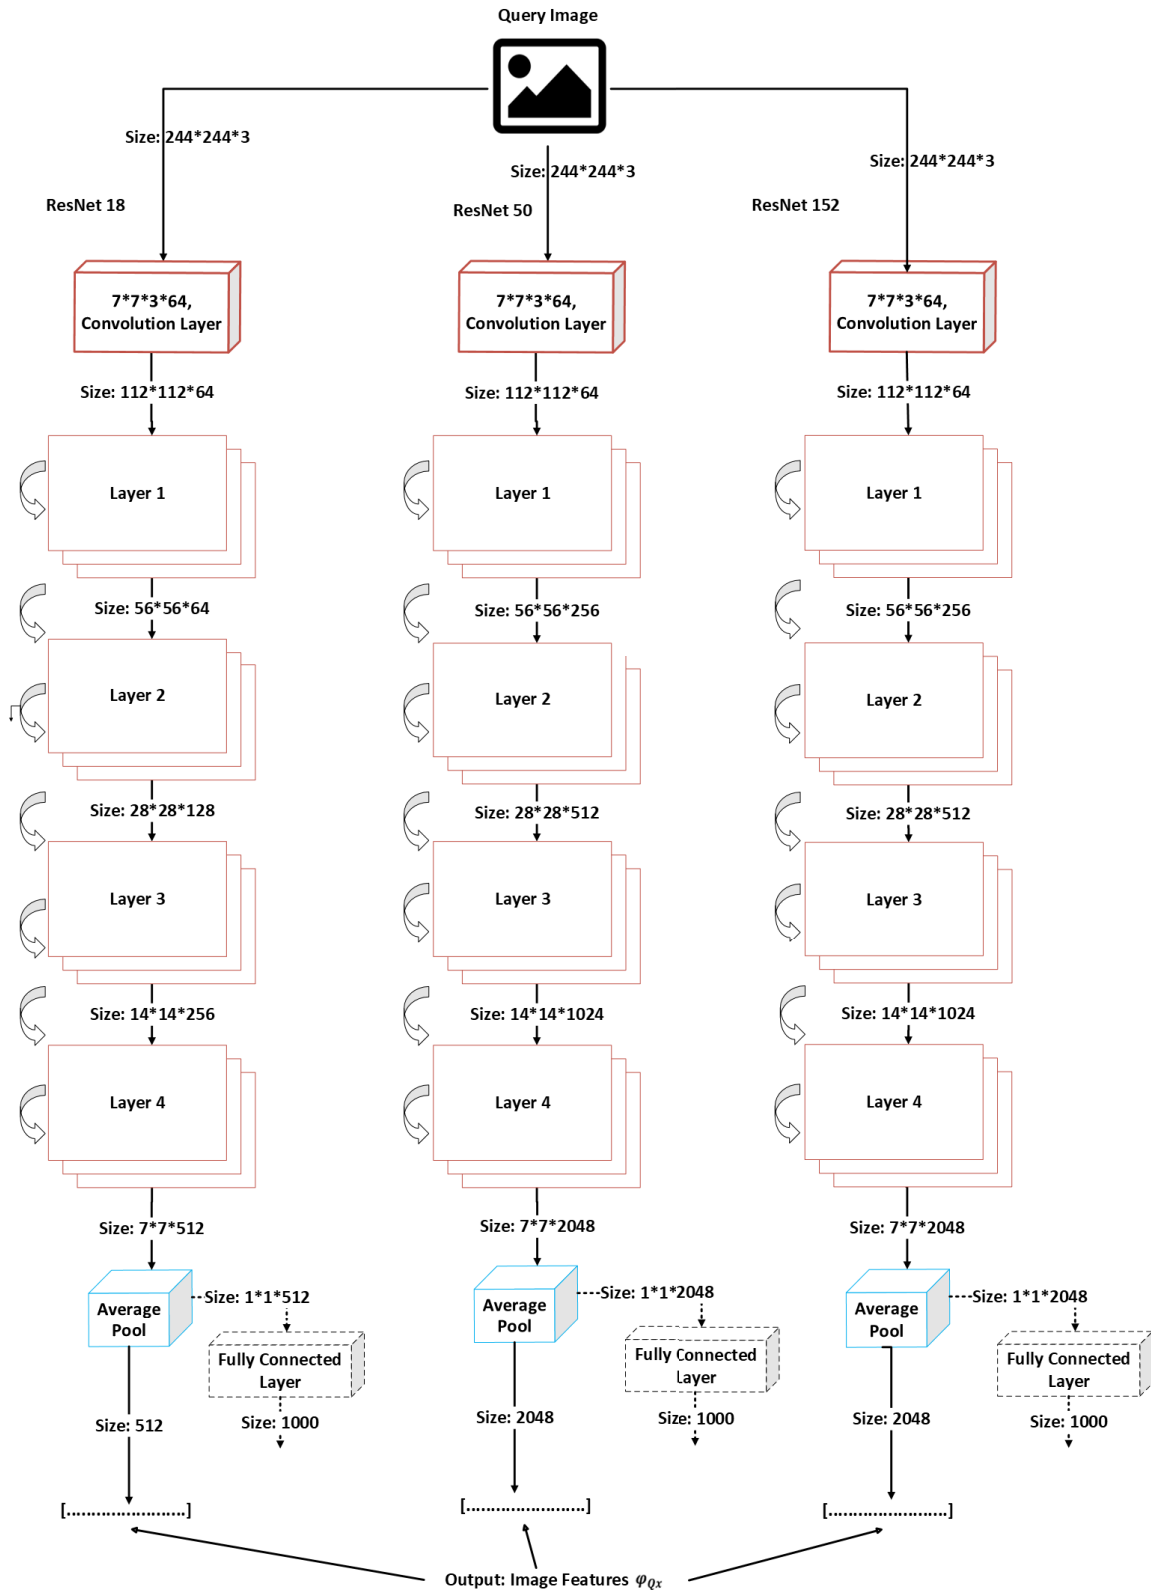 Query Image
Size: 244*244*3
Size: 244*244*3
Size: 244*244*3
ResNet 18
ResNet 50
ResNet 152
7*7*3*64,
Convolution Layer
7*7*3*64,
Convolution Layer
7*7*3*64,
Convolution Layer
Size: 112*112*64
Size: 112*112*64
Size: 112*112*64
Layer 1
Layer 1
Layer 1
Size: 56*56*64
Size: 56*56*256
Size: 56*56*256
Layer 2
Layer 2
Layer 2
Size: 28*28*128
Size: 28*28*512
Size: 28*28*512
Layer 3
Layer 3
Layer 3
Size: 14*14*256
Size: 14*14*1024
Size: 14*14*1024
Layer 4
Layer 4
Layer 4
Size: 7*7*512
Size: 7*7*2048
Size: 7*7*2048
Average
Pool
Size: 1*1*512
Average
Pool
Size: 1*1*2048
Average
Pool
Size: 1*1*2048
Fully Connected
Layer
Fully Connected
Layer
Fully Connected
Layer
Size: 512
Size: 1000
Size: 2048
Size: 1000
Size: 2048
Size: 1000
[.......................]
[.......................]
[.......................]
Output: Image Features φQx